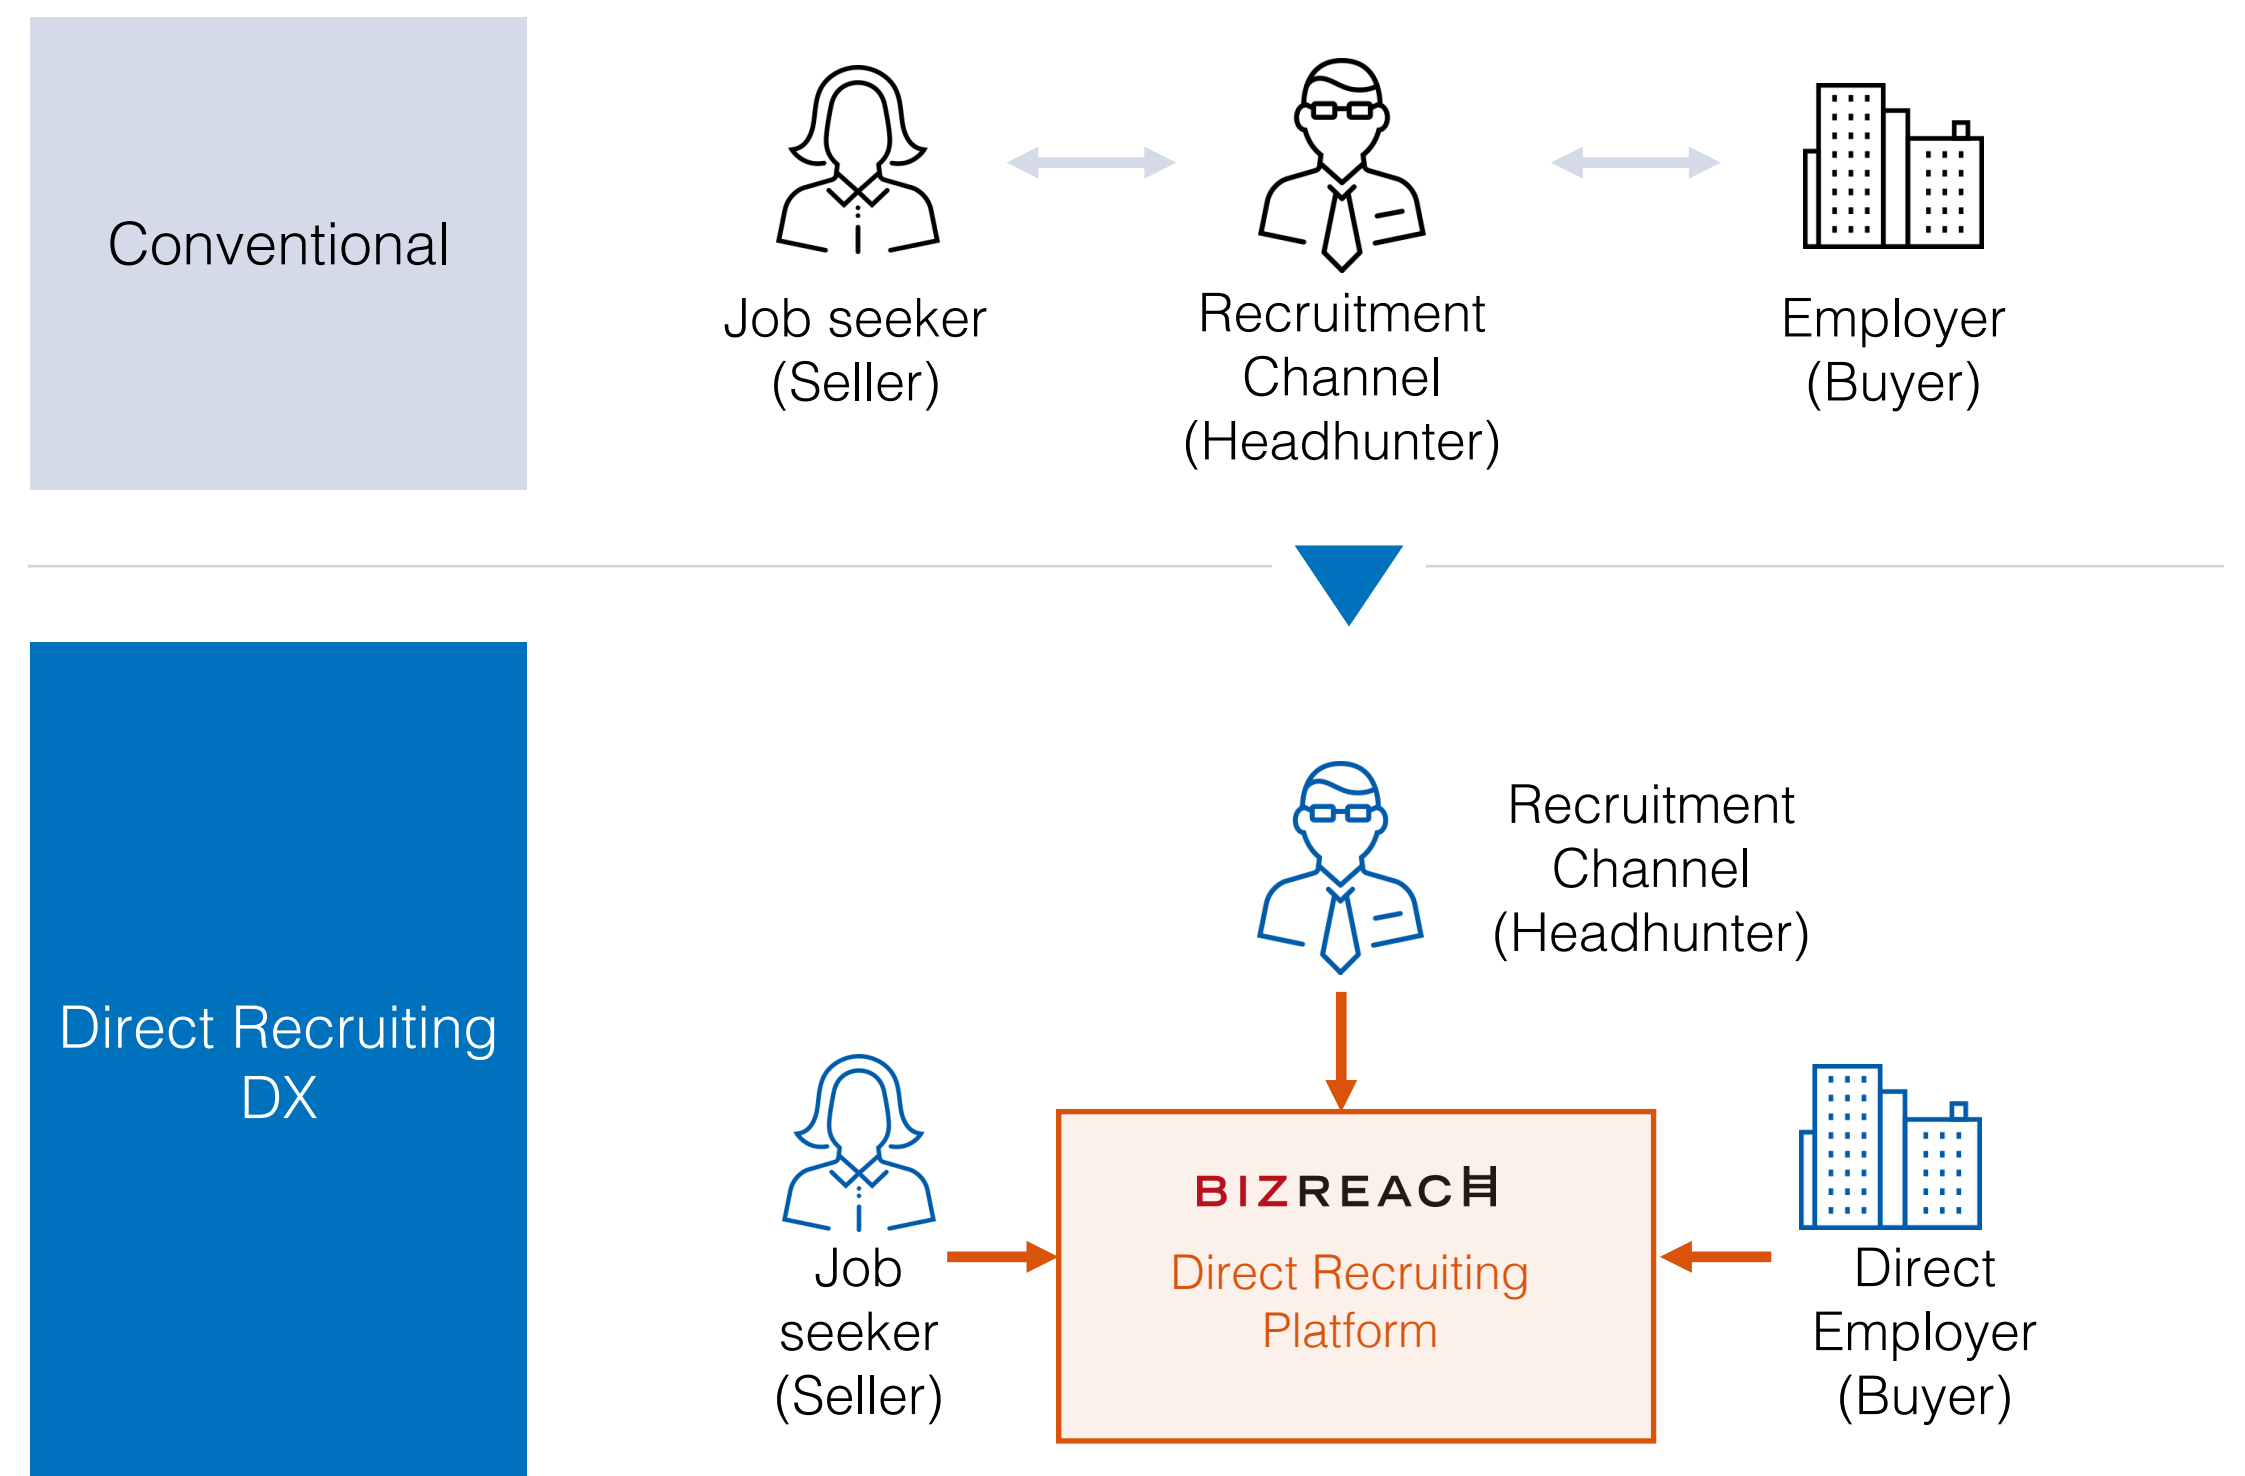 Conventional
Job seeker
(Seller)
Recruitment
Channel
(Headhunter)
Employer
(Buyer)
Direct Recruiting
DX
Recruitment
Channel
(Headhunter)
Job
seeker
(Seller)
BIZREACH
Direct Recruiting
Platform
Direct
Employer
(Buyer)